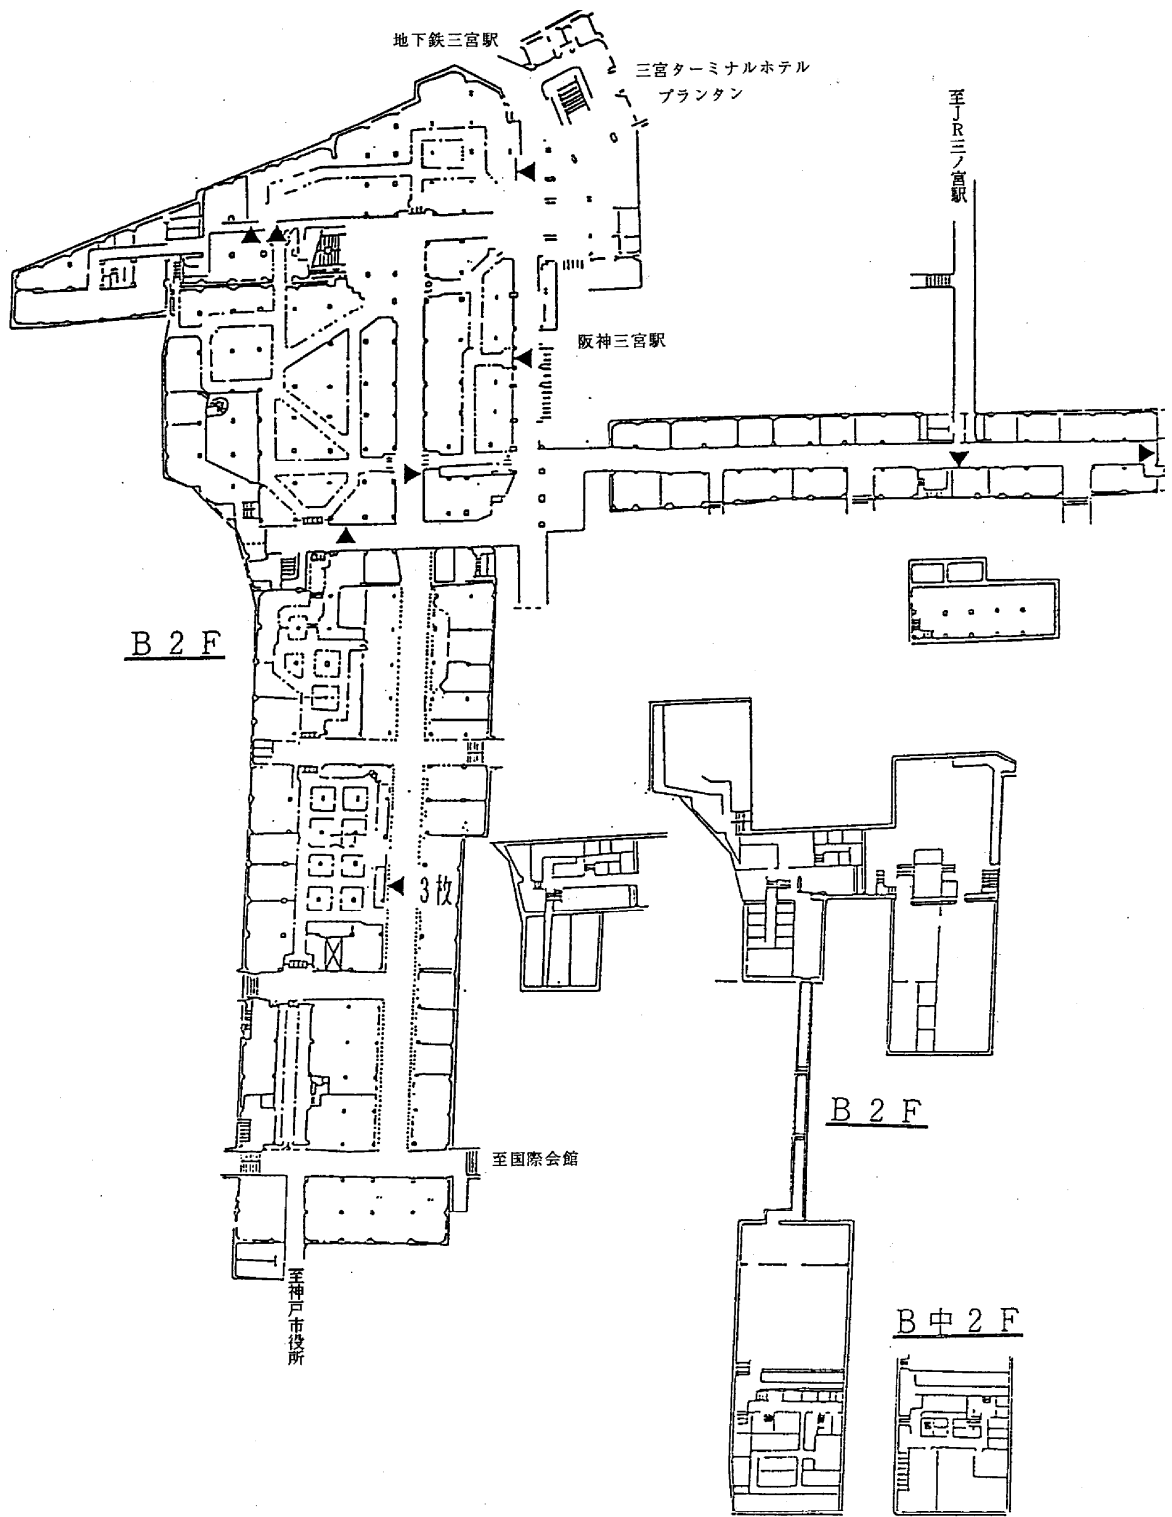 地下鉄三宮駅
三宮ターミナルホテル
プランタン
至JR三ノ宮駅
阪神三宮駅
B2F
3枚
B2F
至国際会館
至神戸市役所
B中2F